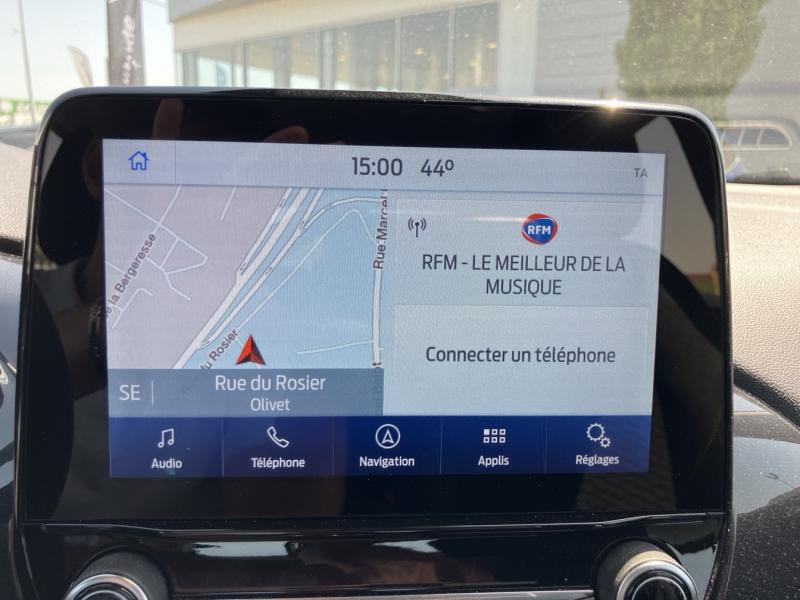 15:00 44°
TA
RFM
RFM - LE MEILLEUR DE LA
MUSIQUE
Rue Marcel
de la Bergeresse
du Rosier
Connecter un téléphone
SE
Rue du Rosier
Olivet
Audio
Téléphone
Navigation
Applis
Réglages